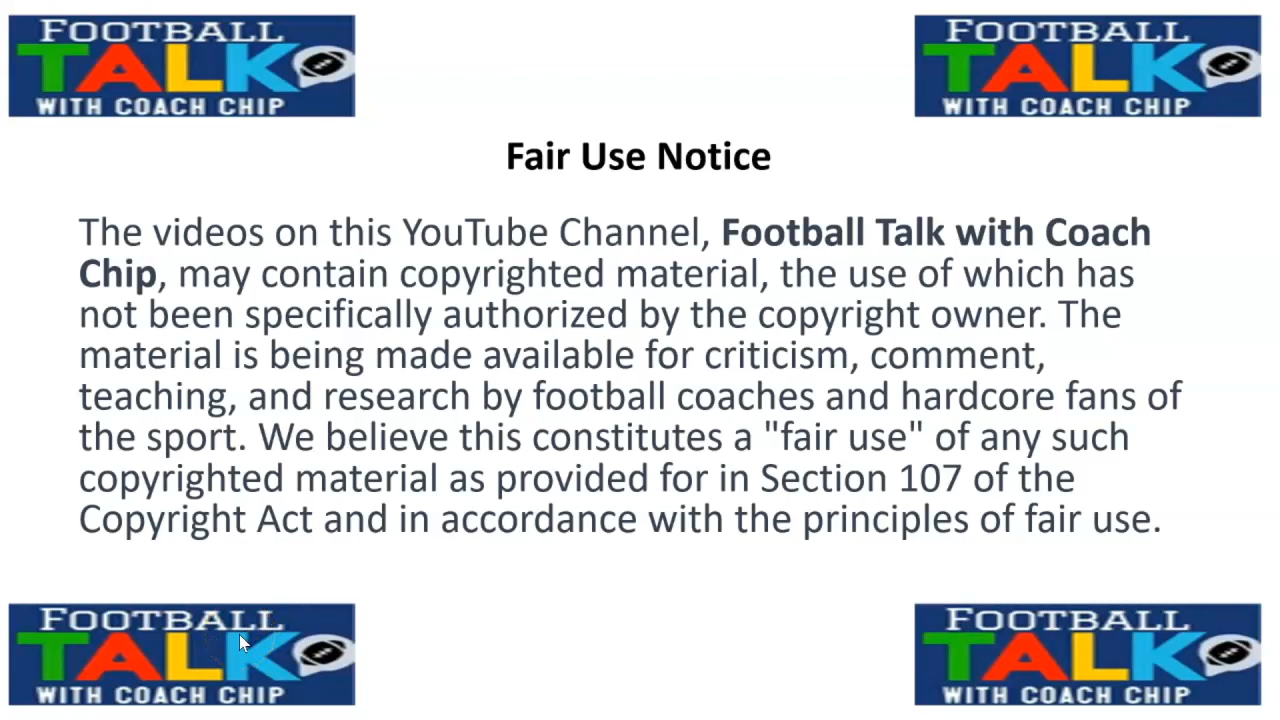 FOOTBALL
TALK
WITH COACH CHIP
FOOTBALL
TALK
WITH COACH CHIP
Fair Use Notice
The videos on this YouTube Channel, Football Talk with Coach
Chip, may contain copyrighted material, the use of which has
not been specifically authorized by the copyright owner. The
material is being made available for criticism, comment,
teaching, and research by football coaches and hardcore fans of
the sport. We believe this constitutes a "fair use" of any such
copyrighted material as provided for in Section 107 of the
Copyright Act and in accordance with the principles of fair use.
FOOTBALL
TALK
WITH COACH CHIP
FOOTBALL
TALK
WITH COACH CHIP